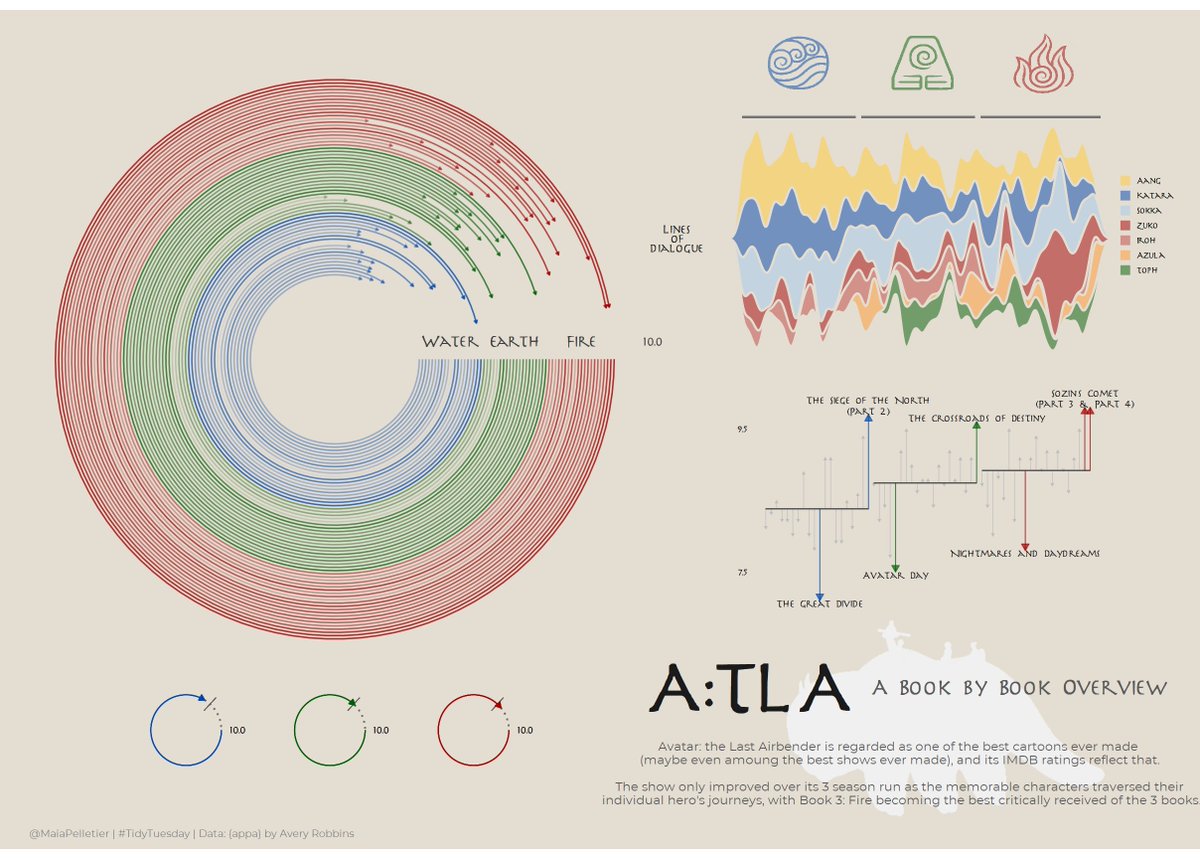 WATER EARTH FIRE
10.0
10.0
10.0
10.0
LINES
OF
DIALOGUE
AANG
KATARA
SOKKA
ZUKO
IROH
AZULA
TOPH
9.5
7.5
THE SIEGE OF THE NORTH
(PART 2)
THE CROSSROADS OF DESTINY
SOZINS COMET
(PART 3 & PART 4)
NIGHTMARES AND DAYDREAMS
AVATAR DAY
THE GREAT DIVIDE
A:TLA
A BOOK BY BOOK OVERVIEW
Avatar: the Last Airbender is regarded as one of the best cartoons ever made
(maybe even amoung the best shows ever made), and its IMDB ratings reflect that.
The show only improved over its 3 season run as the memorable characters traversed their
individual hero's journeys, with Book 3: Fire becoming the best critically received of the 3 books.
@MaiaPelletier | #TidyTuesday | Data: {appa} by Avery Robbins